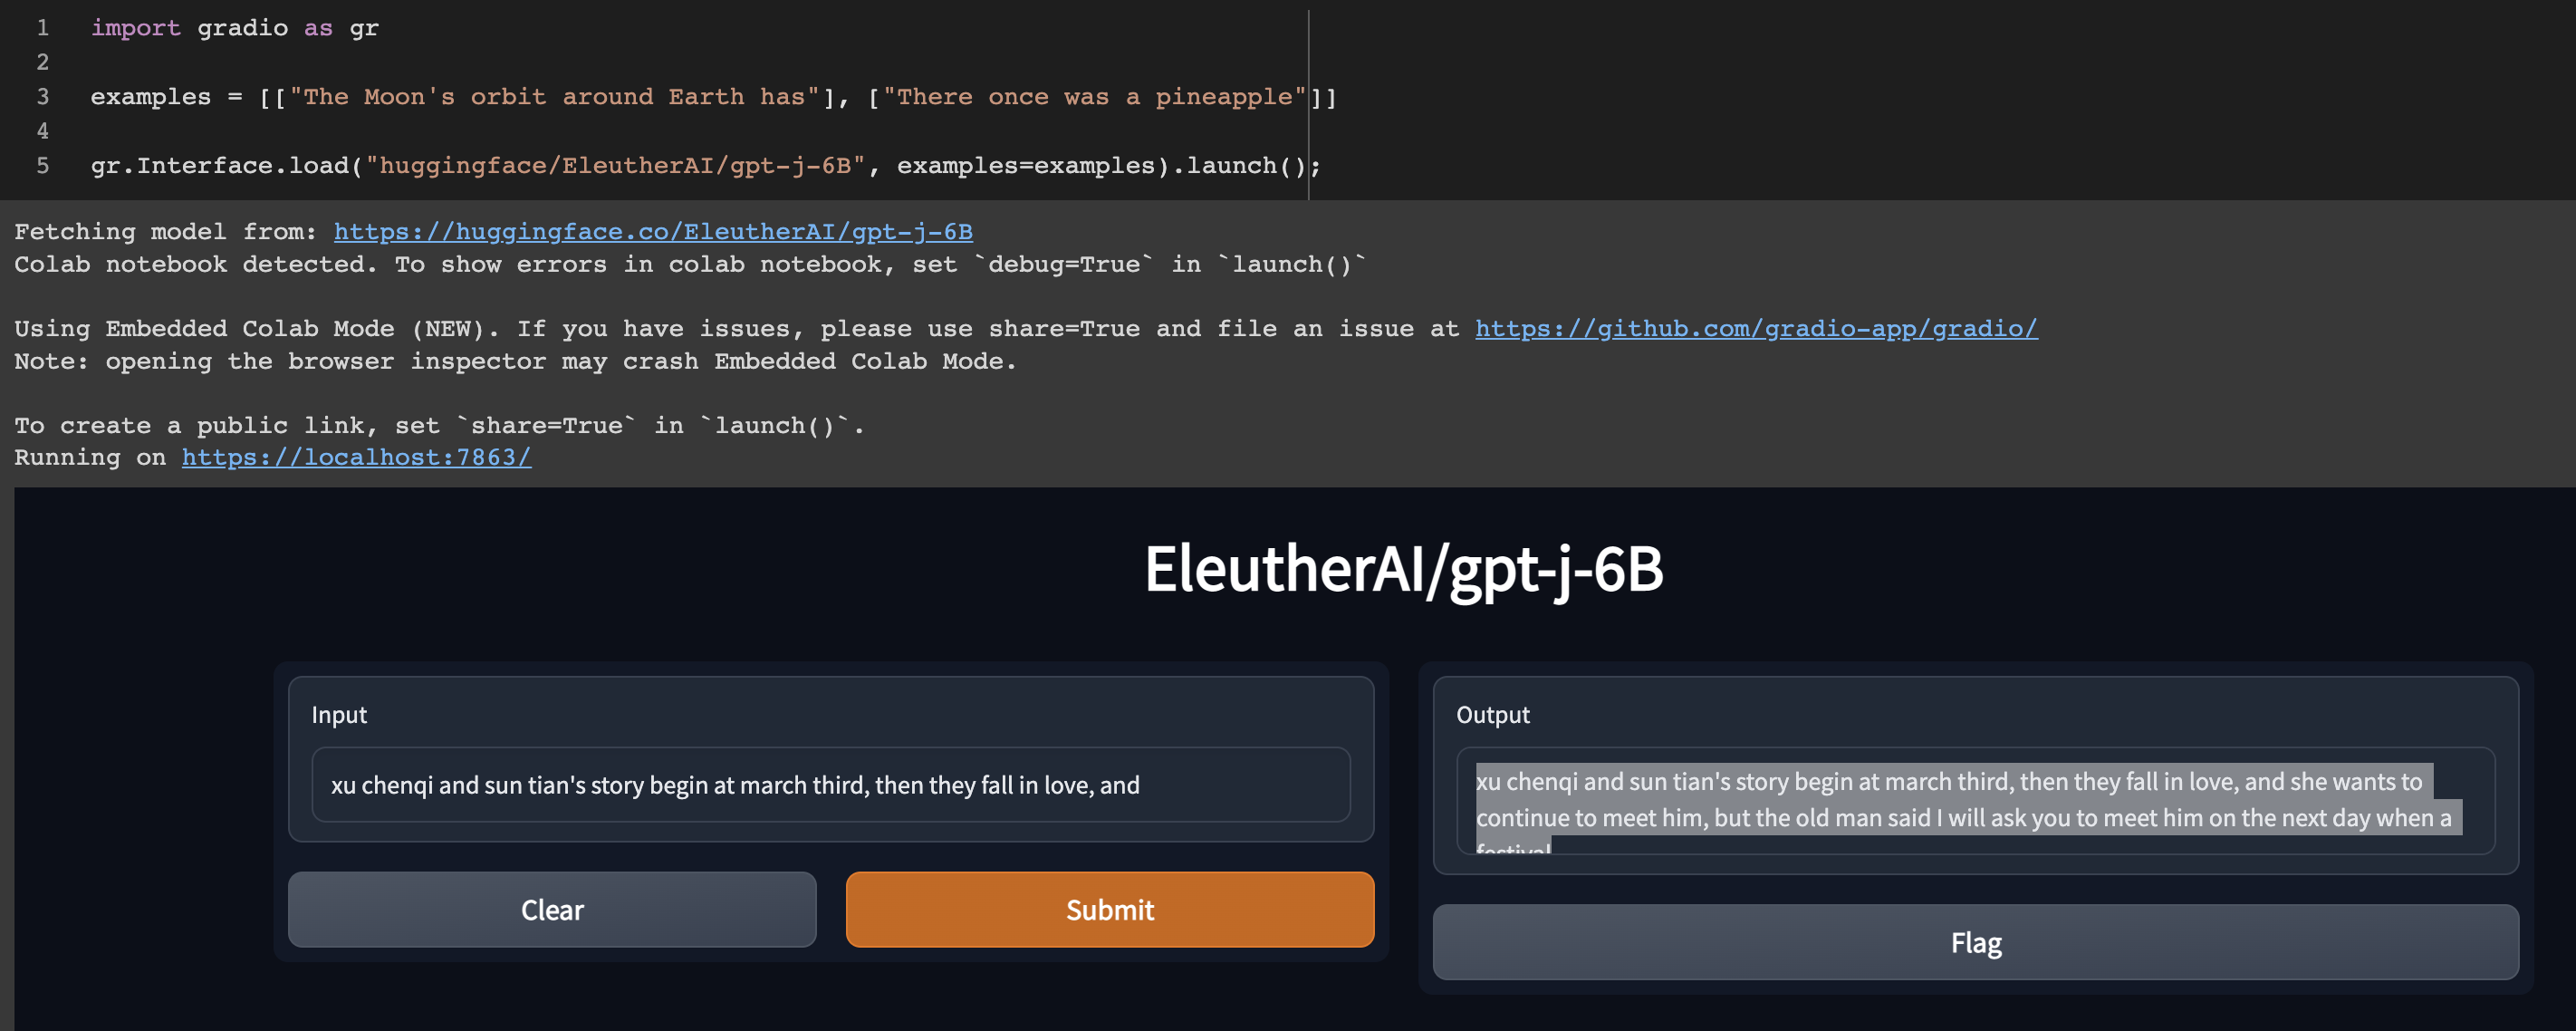 1 import gradio as gr
2
3 examples = [["The Moon's orbit around Earth has"], ["There once was a pineapple"]]
4
5 gr.Interface.load("huggingface/EleutherAI/gpt-j-6B", examples=examples).launch();
Fetching model from: https://huggingface.co/EleutherAI/gpt-j-6B
Colab notebook detected. To show errors in colab notebook, set `debug=True` in `launch()`
Using Embedded Colab Mode (NEW). If you have issues, please use share=True and file an issue at https://github.com/gradio-app/gradio/
Note: opening the browser inspector may crash Embedded Colab Mode.
To create a public link, set `share=True` in `launch()`.
Running on https://localhost:7863/
EleutherAI/gpt-j-6B
Input
xu chenqi and sun tian's story begin at march third, then they fall in love, and
Clear
Submit
Output
xu chenqi and sun tian's story begin at march third, then they fall in love, and she wants to
continue to meet him, but the old man said I will ask you to meet him on the next day when a
festival
Flag